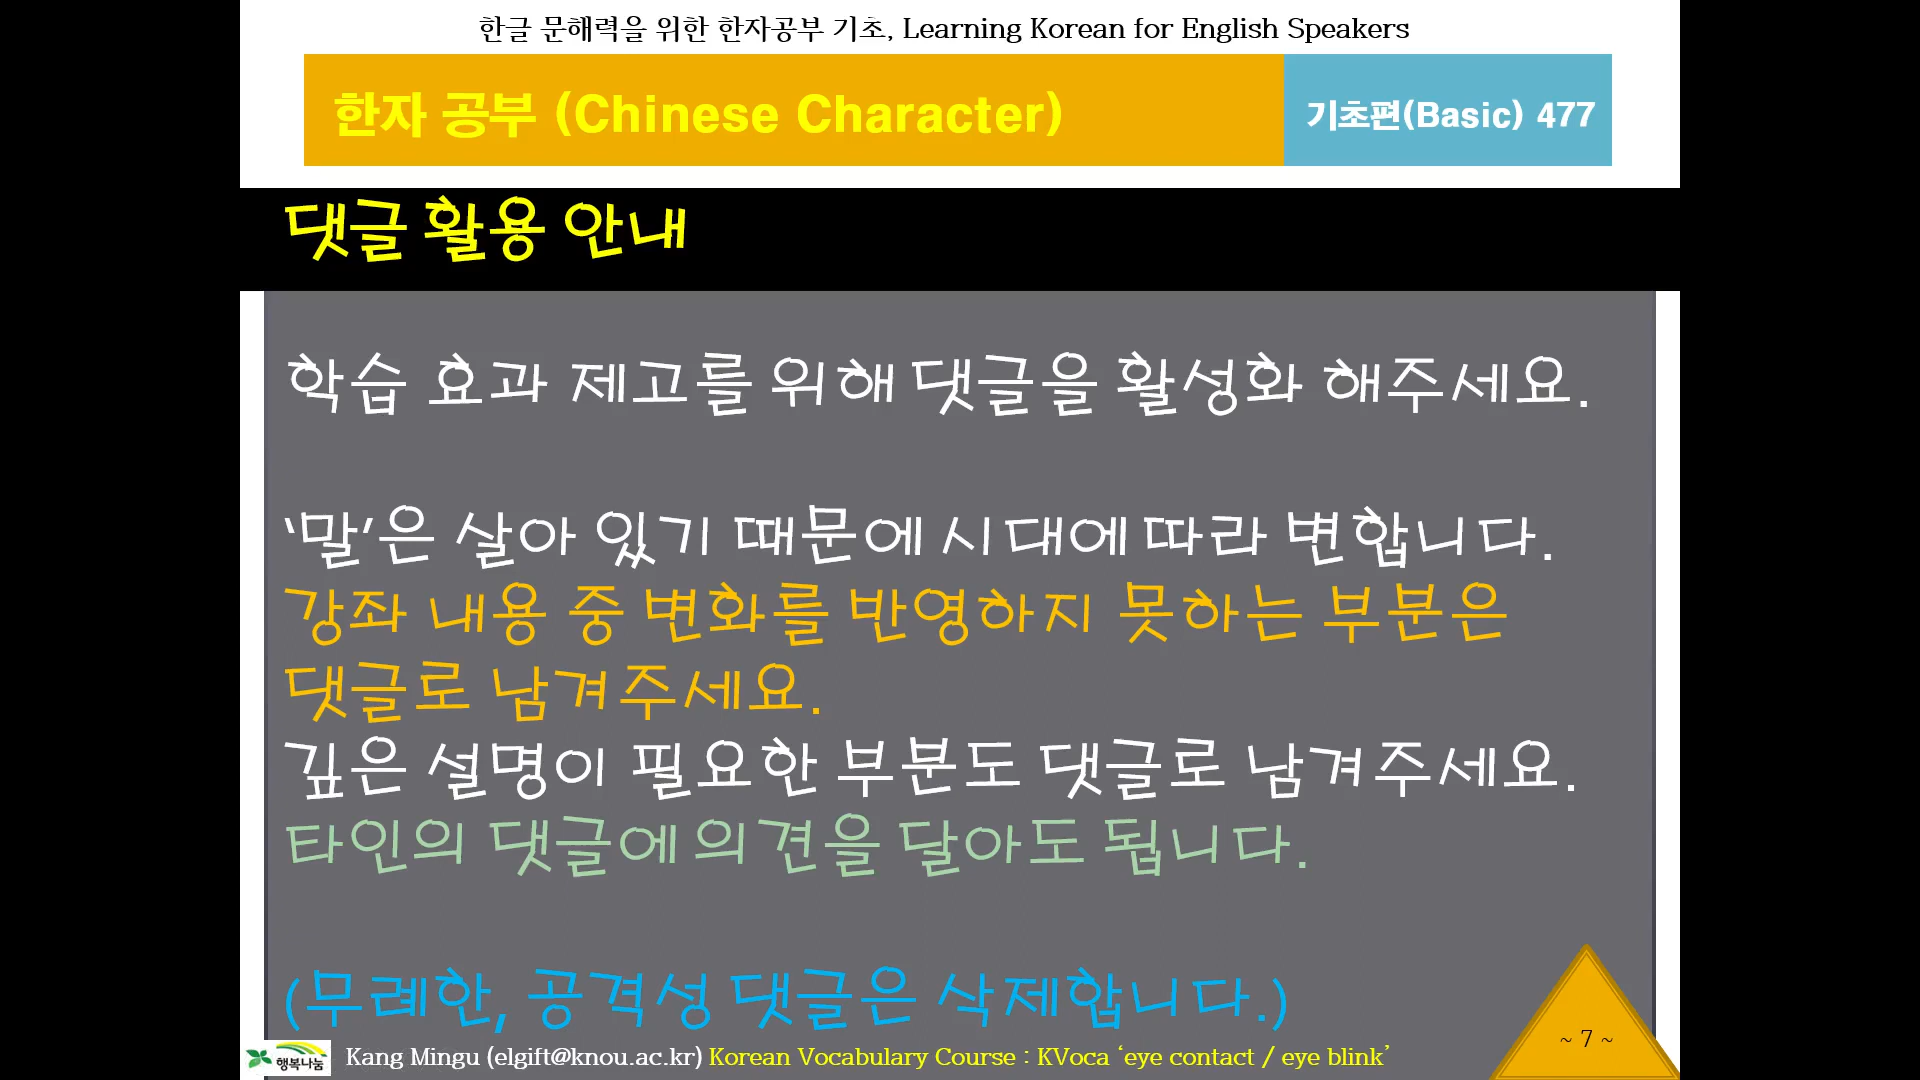 한글 문해력을 위한 한자공부 기초, Learning Korean for English Speakers
한자 공부 (Chinese Character)
기초편(Basic) 477
댓글 활용 안내
학습 효과 제고를 위해 댓글을 활성화 해주세요.
‘말’은 살아 있기 때문에 시대에 따라 변합니다.
강좌 내용 중 변화를 반영하지 못하는 부분은
댓글로 남겨주세요.
깊은 설명이 필요한 부분도 댓글로 남겨주세요.
타인의 댓글에 의견을 달아도 됩니다.
(무례한, 공격성 댓글은 삭제합니다.)
~ 7 ~
행복나눔 Kang Mingu (elgift@knou.ac.kr) Korean Vocabulary Course : KVoca ‘eye contact / eye blink’